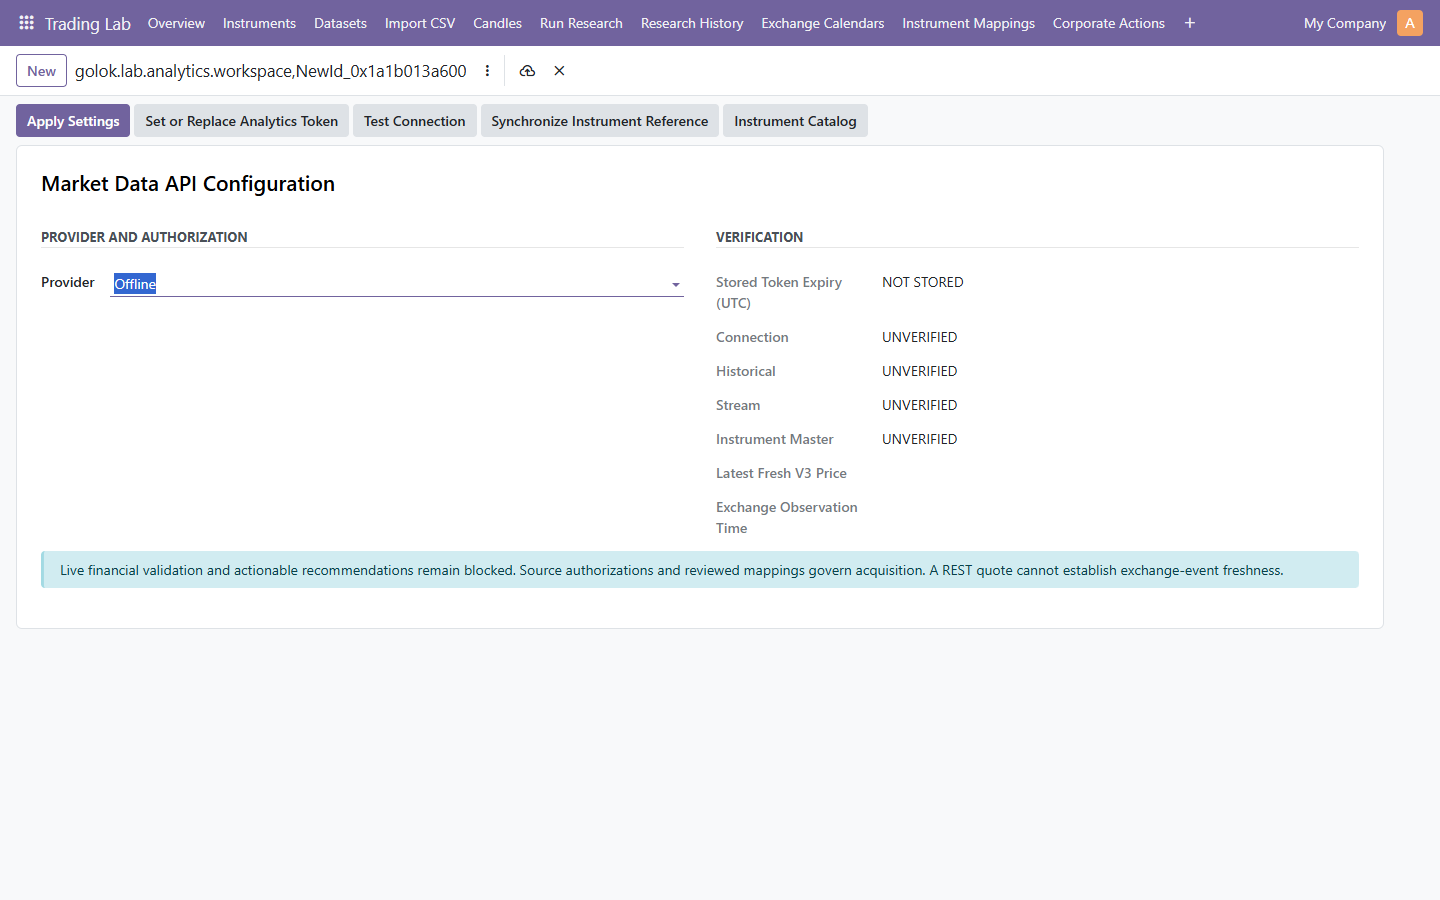 Trading Lab Overview Instruments Datasets Import CSV Candles Run Research Research History Exchange Calendars Instrument Mappings Corporate Actions + My Company A
New golok.lab.analytics.workspace,NewId_0x1a1b013a600
Apply Settings Set or Replace Analytics Token Test Connection Synchronize Instrument Reference Instrument Catalog
Market Data API Configuration
PROVIDER AND AUTHORIZATION
Provider Offline
VERIFICATION
Stored Token Expiry NOT STORED
(UTC)
Connection UNVERIFIED
Historical UNVERIFIED
Stream UNVERIFIED
Instrument Master UNVERIFIED
Latest Fresh V3 Price
Exchange Observation
Time
Live financial validation and actionable recommendations remain blocked. Source authorizations and reviewed mappings govern acquisition. A REST quote cannot establish exchange-event freshness.